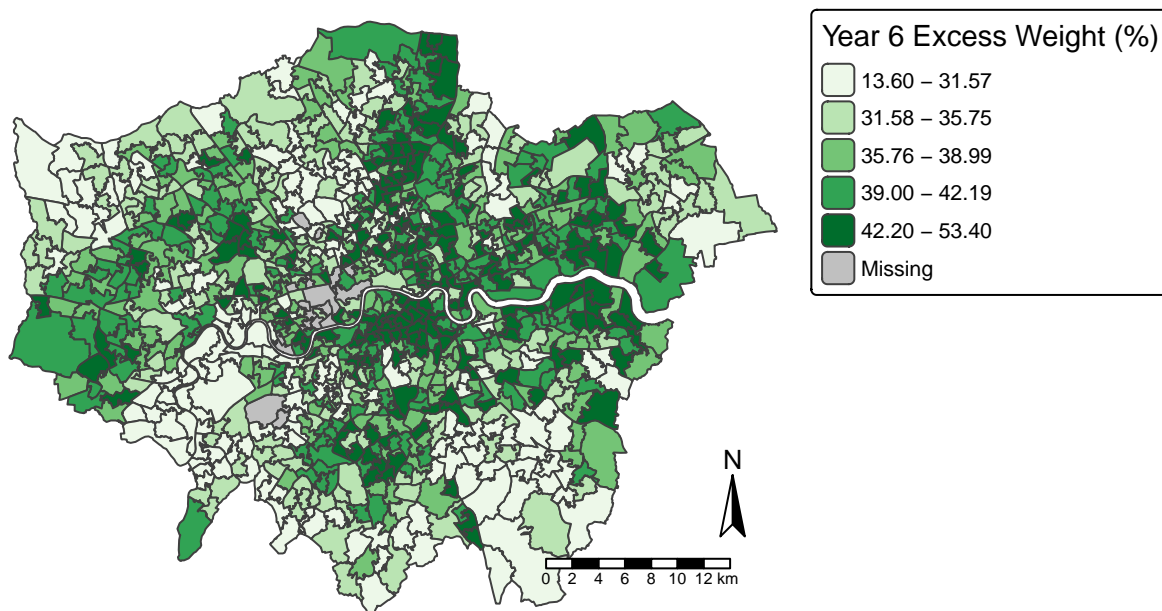 Year 6 Excess Weight (%)
13.60 – 31.57
31.58 – 35.75
35.76 – 38.99
39.00 – 42.19
42.20 – 53.40
Missing
N
0 2 4 6 8 10 12 km